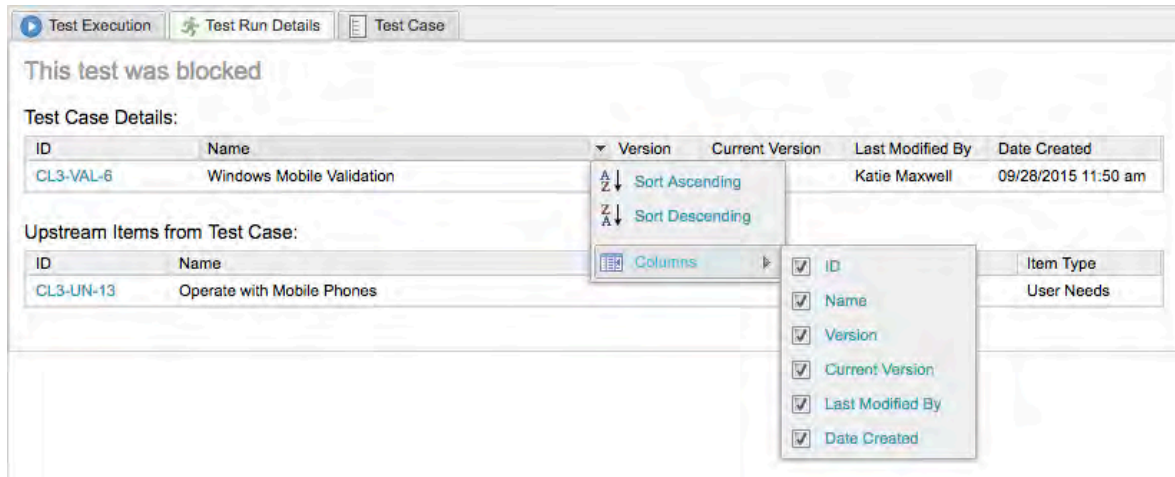 Test Execution Test Run Details Test Case
This test was blocked
Test Case Details:
ID Name Version Current Version Last Modified By Date Created
CL3-VAL-6 Windows Mobile Validation Katie Maxwell 09/28/2015 11:50 am
Sort Ascending
Sort Descending
Columns
Upstream Items from Test Case:
ID Name Item Type
CL3-UN-13 Operate with Mobile Phones User Needs
ID
Name
Version
Current Version
Last Modified By
Date Created